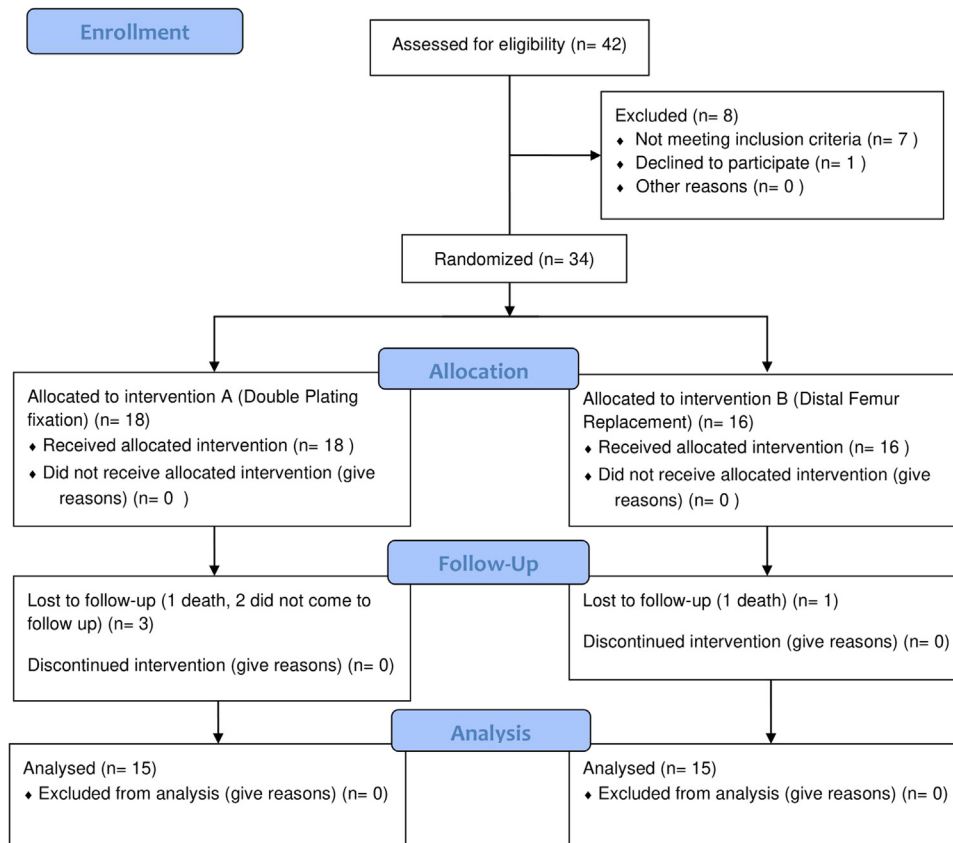 Enrollment
Assessed for eligibility (n= 42)
Excluded (n= 8)
♦ Not meeting inclusion criteria (n= 7 )
♦ Declined to participate (n= 1 )
♦ Other reasons (n= 0 )
Randomized (n= 34)
Allocation
Allocated to intervention A (Double Plating
fixation) (n= 18)
♦ Received allocated intervention (n= 18 )
♦ Did not receive allocated intervention (give
reasons) (n= 0 )
Allocated to intervention B (Distal Femur
Replacement) (n= 16)
♦ Received allocated intervention (n= 16 )
♦ Did not receive allocated intervention (give
reasons) (n= 0 )
Follow-Up
Lost to follow-up (1 death, 2 did not come to
follow up) (n= 3)
Discontinued intervention (give reasons) (n= 0)
Lost to follow-up (1 death) (n= 1)
Discontinued intervention (give reasons) (n= 0)
Analysis
Analysed (n= 15)
♦ Excluded from analysis (give reasons) (n= 0)
Analysed (n= 15)
♦ Excluded from analysis (give reasons) (n= 0)